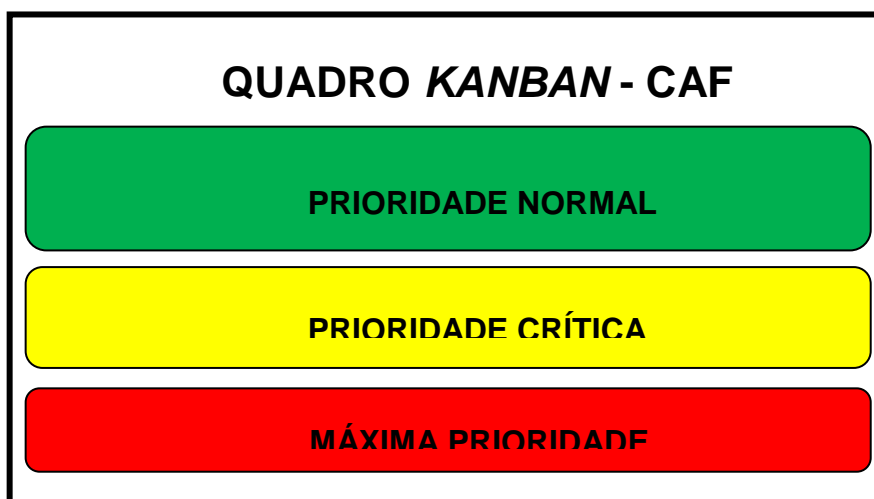 QUADRO KANBAN - CAF
PRIORIDADE NORMAL
PRIORIDADE CRÍTICA
MÁXIMA PRIORIDADE